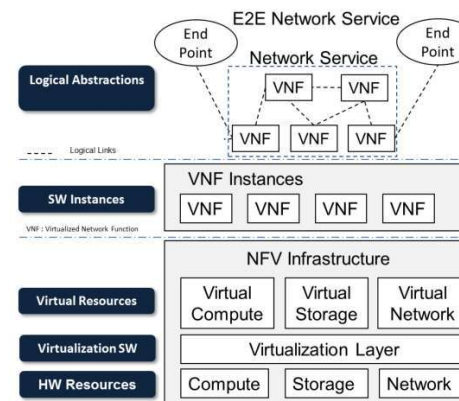 E2E Network Service
End
Point
End
Point
Network Service
Logical Abstractions
VNF
VNF
VNF
VNF
VNF
Logical Links
VNF Instances
SW Instances
VNF
VNF
VNF
VNF
VNF : Virtualized Network Function
NFV Infrastructure
Virtual Resources
Virtual
Compute
Virtual
Storage
Virtual
Network
Virtualization SW
Virtualization Layer
HW Resources
Compute
Storage
Network